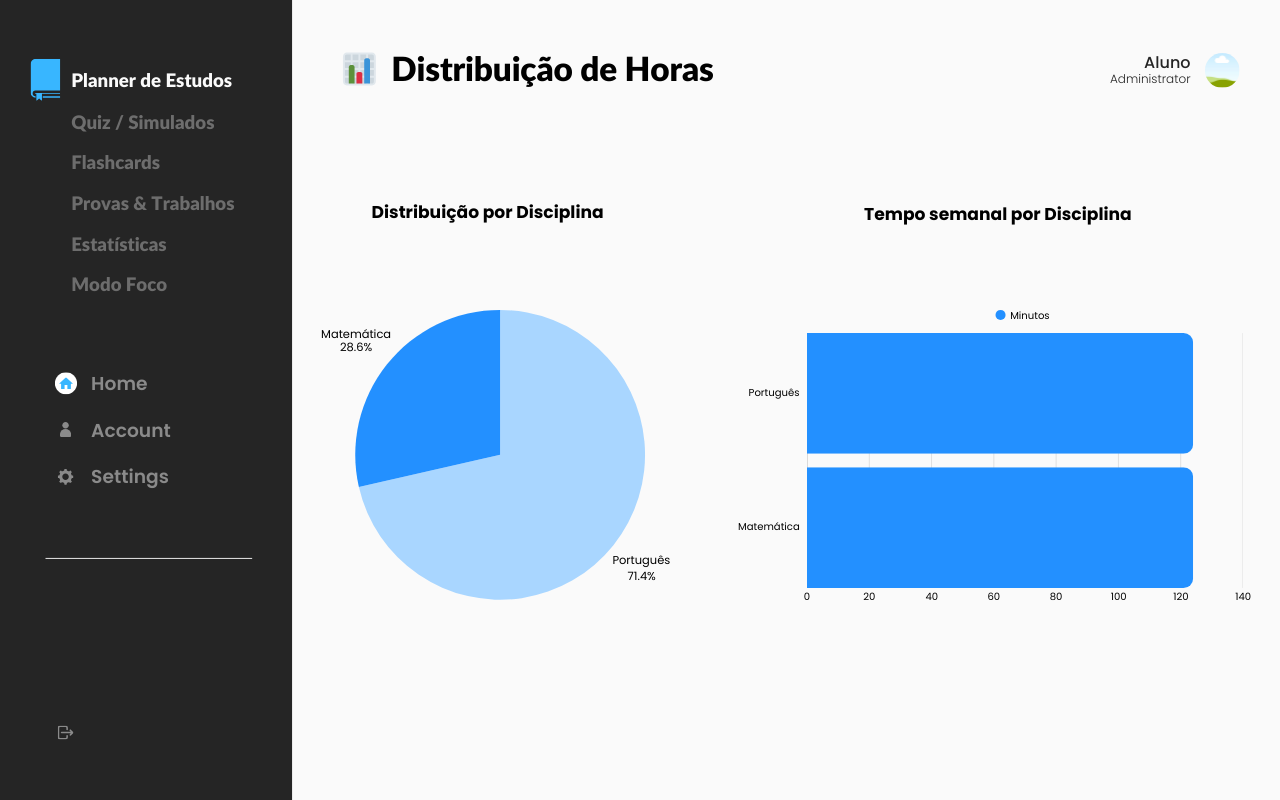 Planner de Estudos
Quiz / Simulados
Flashcards
Provas & Trabalhos
Estatísticas
Modo Foco
Home
Account
Settings
Distribuição de Horas
Aluno
Administrator
Distribuição por Disciplina
Matemática
28.6%
Português
71.4%
Tempo semanal por Disciplina
Minutos
Português
Matemática
0 20 40 60 80 100 120 140